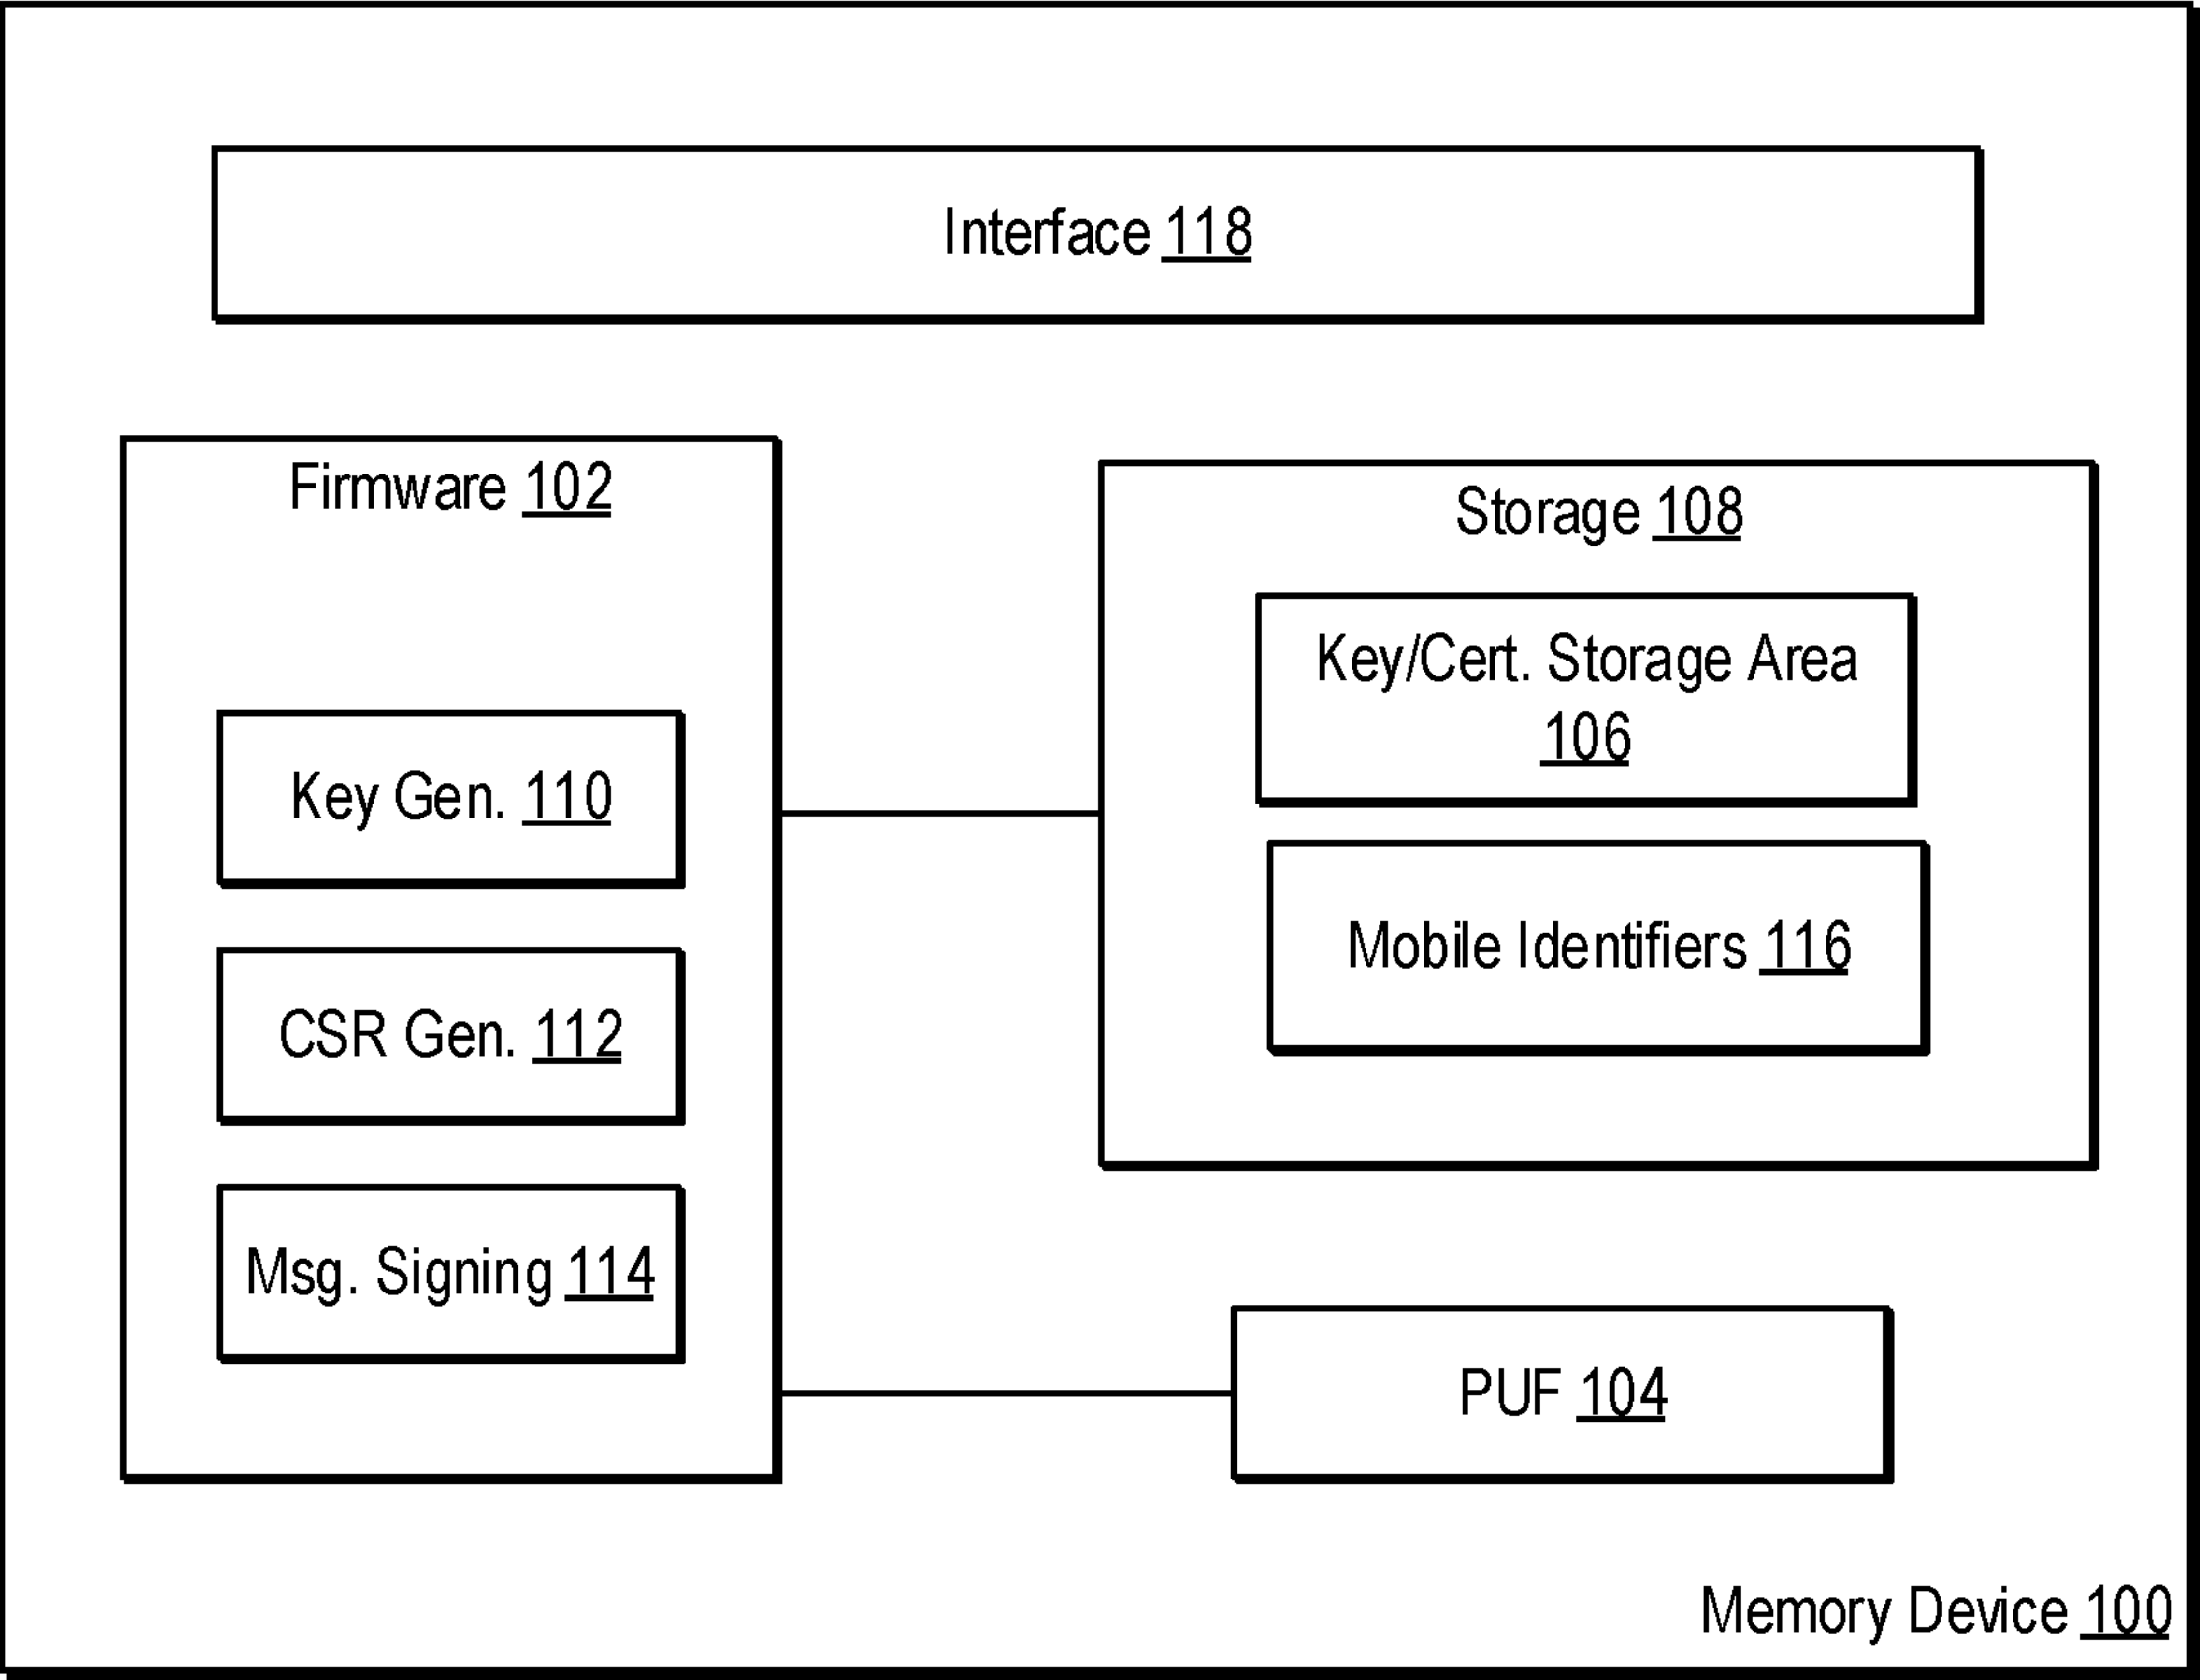 Interface 118
Firmware 102
Key Gen. 110
CSR Gen. 112
Msg. Signing 114
Storage 108
Key/Cert. Storage Area
106
Mobile Identifiers 116
PUF 104
Memory Device 100